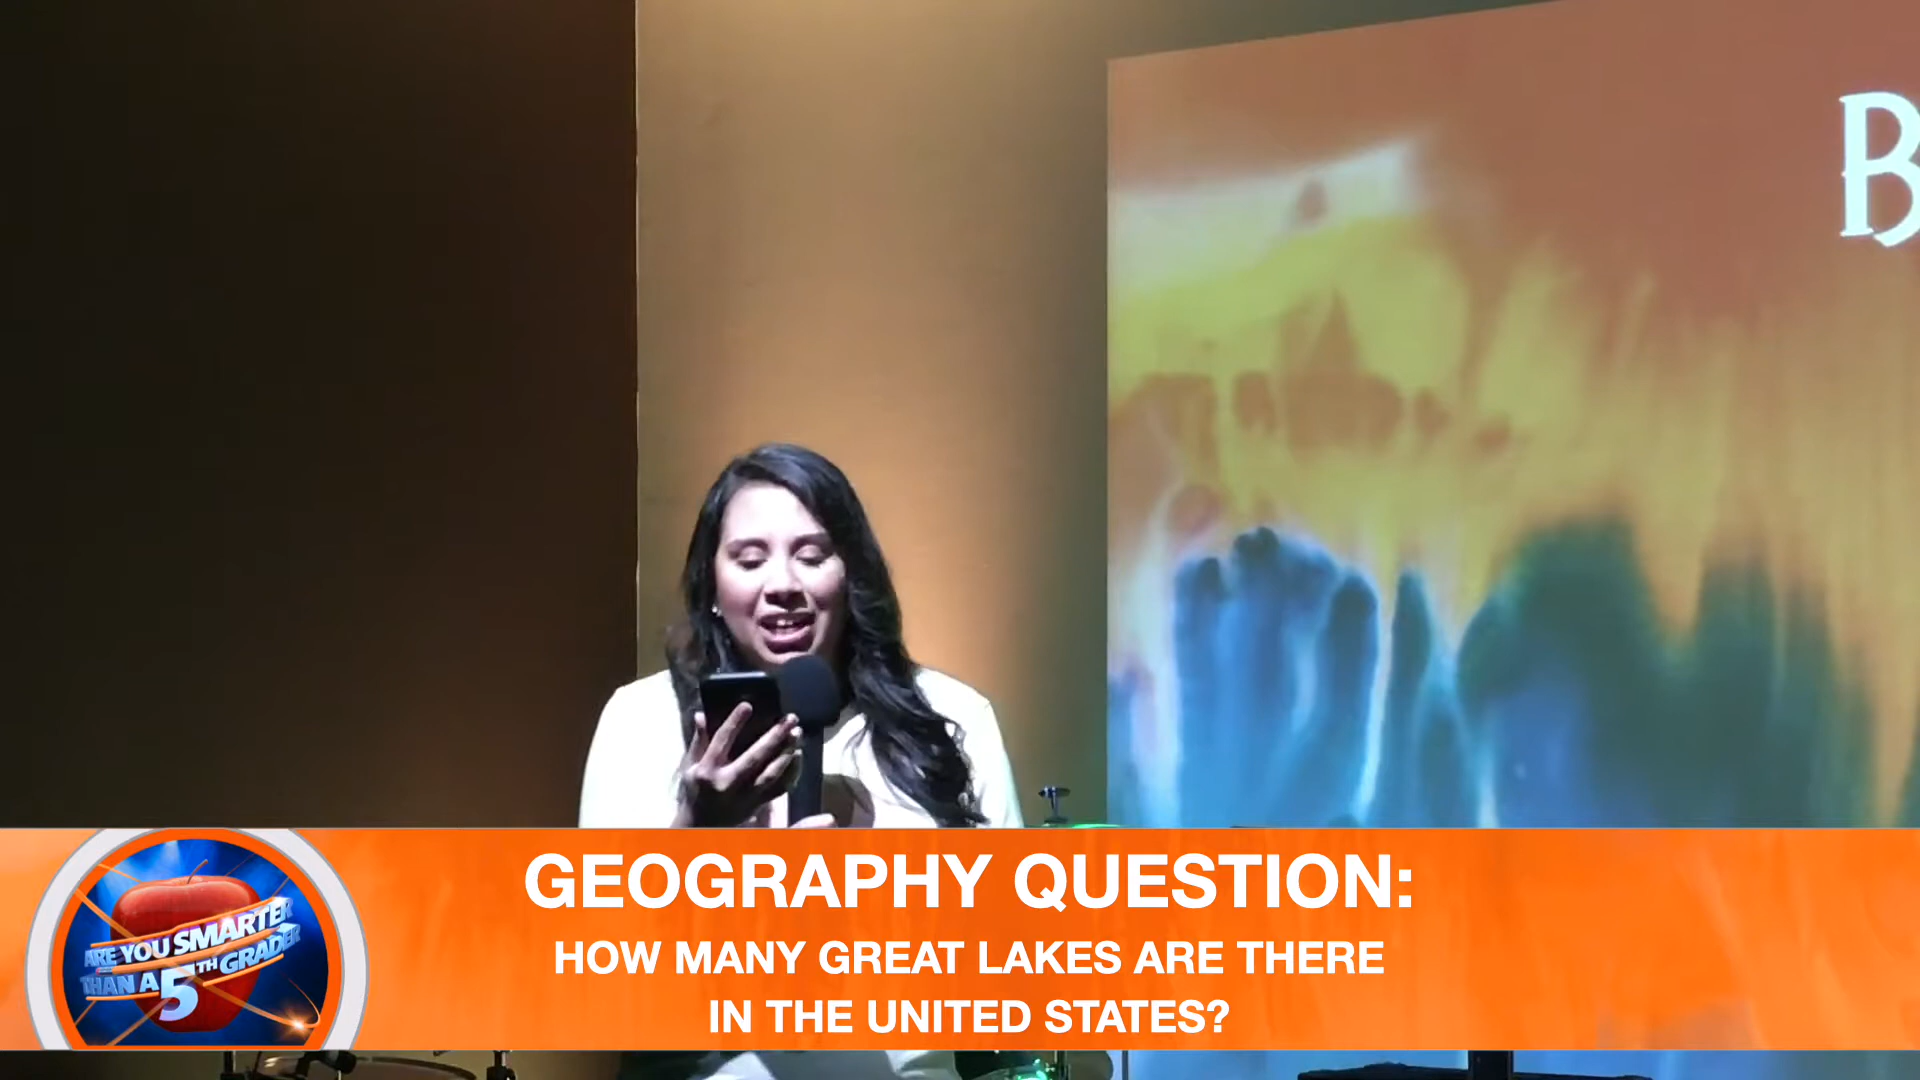 B
GEOGRAPHY QUESTION:
HOW MANY GREAT LAKES ARE THERE
IN THE UNITED STATES?
ARE YOU SMARTER
THAN A 5TH GRADER